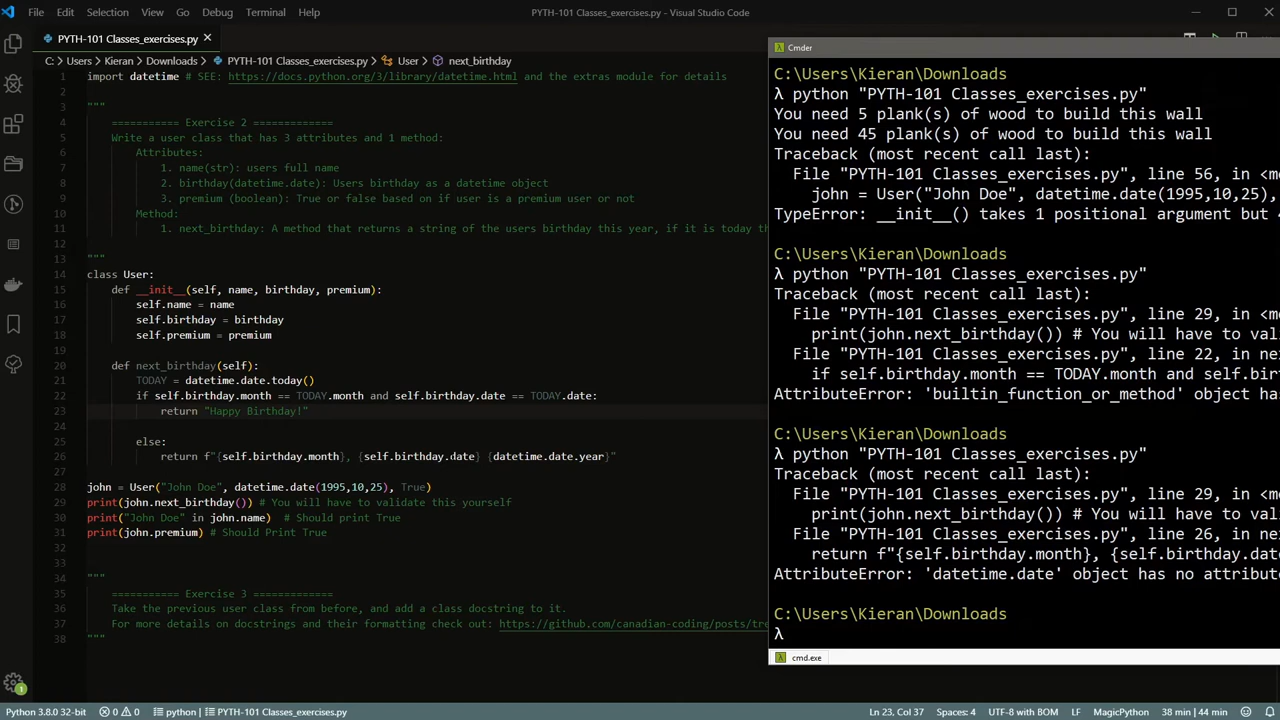 File Edit Selection View Go Debug Terminal Help
PYTH-101 Classes_exercises.py - Visual Studio Code
PYTH-101 Classes_exercises.py ×
C: > Users > Kieran > Downloads > PYTH-101 Classes_exercises.py > User > next_birthday
1 import datetime # SEE: https://docs.python.org/3/library/datetime.html and the extras module for details
2
3 """
4 =========== Exercise 2 =============
5 Write a user class that has 3 attributes and 1 method:
6 Attributes:
7 1. name(str): users full name
8 2. birthday(datetime.date): Users birthday as a datetime object
9 3. premium (boolean): True or false based on if user is a premium user or not
10 Method:
11 1. next_birthday: A method that returns a string of the users birthday this year, if it is today th
12
13 """
14 class User:
15 def __init__(self, name, birthday, premium):
16 self.name = name
17 self.birthday = birthday
18 self.premium = premium
19
20 def next_birthday(self):
21 TODAY = datetime.date.today()
22 if self.birthday.month == TODAY.month and self.birthday.date == TODAY.date:
23 return "Happy Birthday!"
24
25 else:
26 return f"{self.birthday.month}, {self.birthday.date} {datetime.date.year}"
27
28 john = User("John Doe", datetime.date(1995,10,25), True)
29 print(john.next_birthday()) # You will have to validate this yourself
30 print("John Doe" in john.name) # Should print True
31 print(john.premium) # Should Print True
32
33
34 """
35 =========== Exercise 3 =============
36 Take the previous user class from before, and add a class docstring to it.
37 For more details on docstrings and their formatting check out: https://github.com/canadian-coding/posts/tre
38 """
Cmder
C:\Users\Kieran\Downloads
λ python "PYTH-101 Classes_exercises.py"
You need 5 plank(s) of wood to build this wall
You need 45 plank(s) of wood to build this wall
Traceback (most recent call last):
File "PYTH-101 Classes_exercises.py", line 56, in <mo
john = User("John Doe", datetime.date(1995,10,25),
TypeError: __init__() takes 1 positional argument but
C:\Users\Kieran\Downloads
λ python "PYTH-101 Classes_exercises.py"
Traceback (most recent call last):
File "PYTH-101 Classes_exercises.py", line 29, in <mo
print(john.next_birthday()) # You will have to vali
File "PYTH-101 Classes_exercises.py", line 22, in ne
if self.birthday.month == TODAY.month and self.birt
AttributeError: 'builtin_function_or_method' object has
C:\Users\Kieran\Downloads
λ python "PYTH-101 Classes_exercises.py"
Traceback (most recent call last):
File "PYTH-101 Classes_exercises.py", line 29, in <mo
print(john.next_birthday()) # You will have to vali
File "PYTH-101 Classes_exercises.py", line 26, in ne
return f"{self.birthday.month}, {self.birthday.date
AttributeError: 'datetime.date' object has no attribut
C:\Users\Kieran\Downloads
λ
cmd.exe
1
Python 3.8.0 32-bit 0 0 python | PYTH-101 Classes_exercises.py Ln 23, Col 37 Spaces: 4 UTF-8 with BOM LF MagicPython 38 min | 44 min